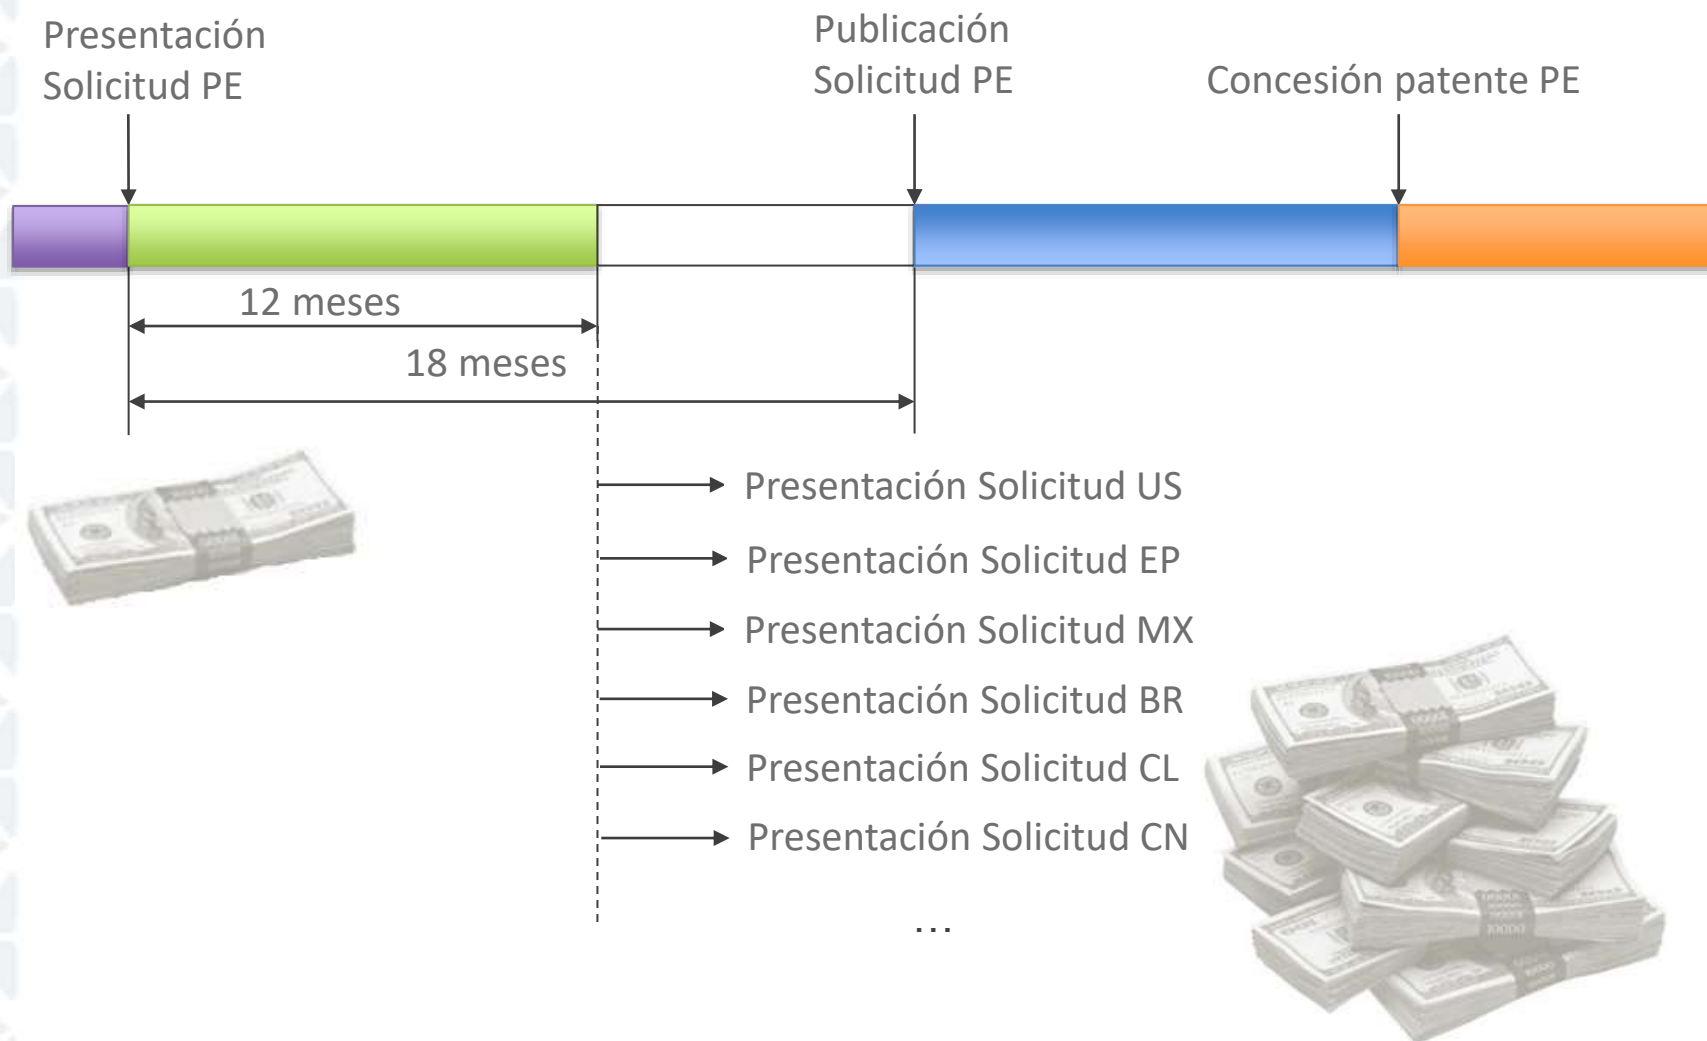 Presentación
Solicitud PE
Publicación
Solicitud PE
Concesión patente PE
12 meses
18 meses
Presentación Solicitud US
Presentación Solicitud EP
Presentación Solicitud MX
Presentación Solicitud BR
Presentación Solicitud CL
Presentación Solicitud CN
...